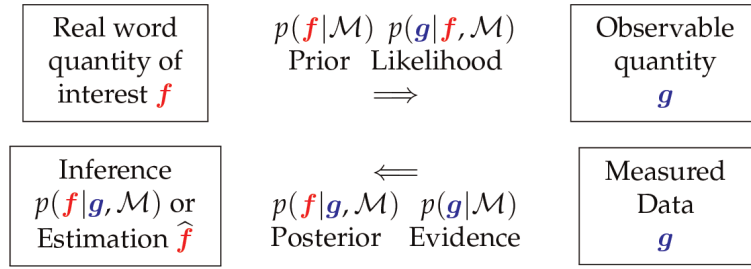 Real word
quantity of
interest f
p(f|M) p(g|f, M)
Prior Likelihood
⟹
Observable
quantity
g
Inference
p(f|g, M) or
Estimation f̂
⟸
p(f|g, M) p(g|M)
Posterior Evidence
Measured
Data
g